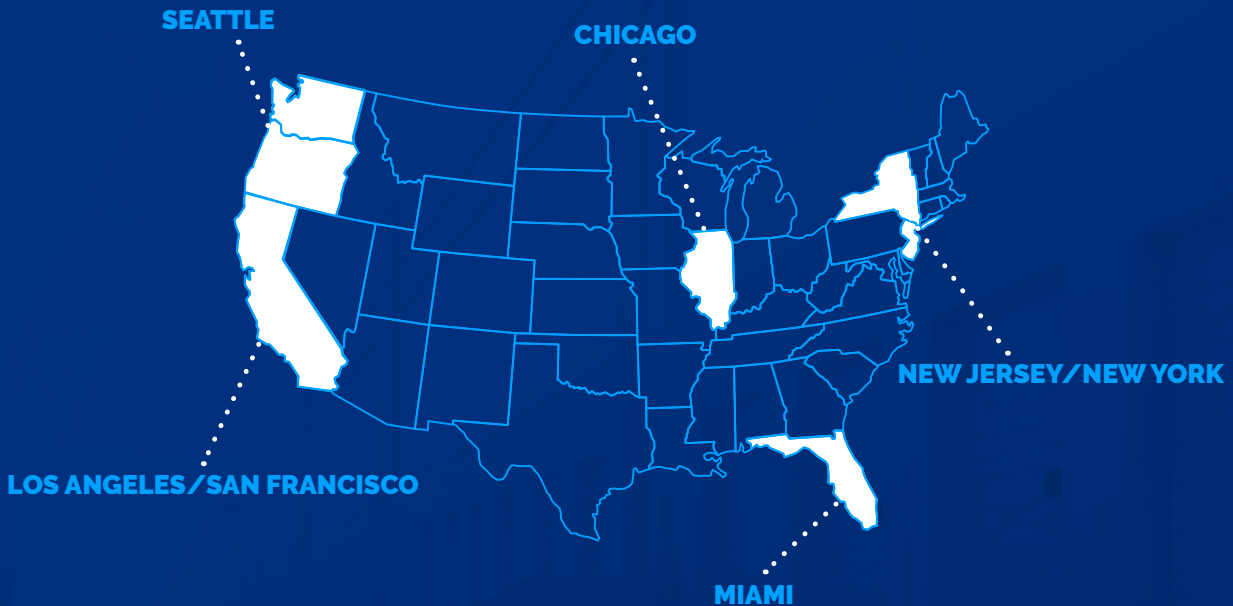 SEATTLE
CHICAGO
NEW JERSEY/NEW YORK
LOS ANGELES/SAN FRANCISCO
MIAMI